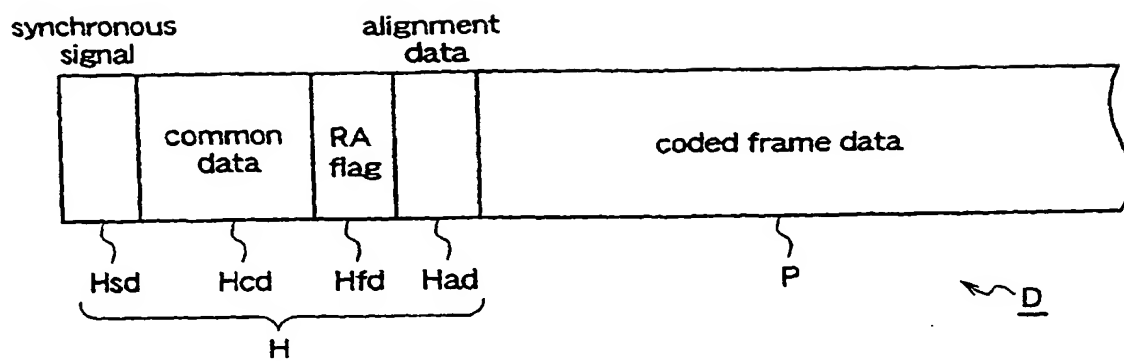 synchronous
signal
alignment
data
common
data
RA
flag
coded frame data
Hsd
Hcd
Hfd
Had
P
D
H